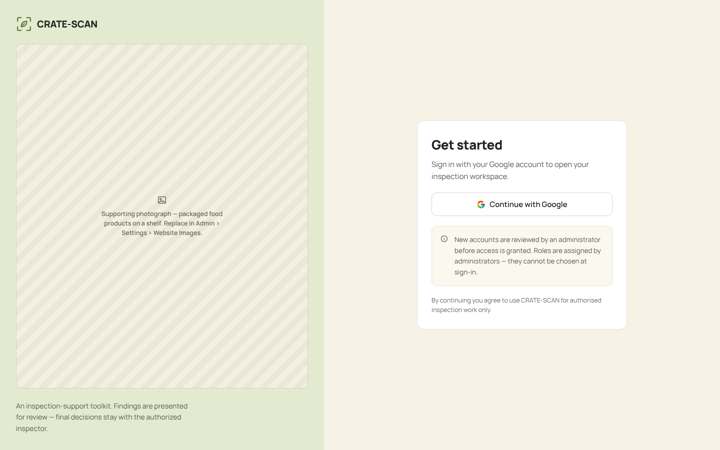 CRATE-SCAN
Supporting photograph — packaged food
products on a shelf. Replace in Admin ›
Settings › Website Images.
An inspection-support toolkit. Findings are presented
for review — final decisions stay with the authorized
inspector.
Get started
Sign in with your Google account to open your
inspection workspace.
Continue with Google
New accounts are reviewed by an administrator
before access is granted. Roles are assigned by
administrators — they cannot be chosen at
sign-in.
By continuing you agree to use CRATE-SCAN for authorised
inspection work only.